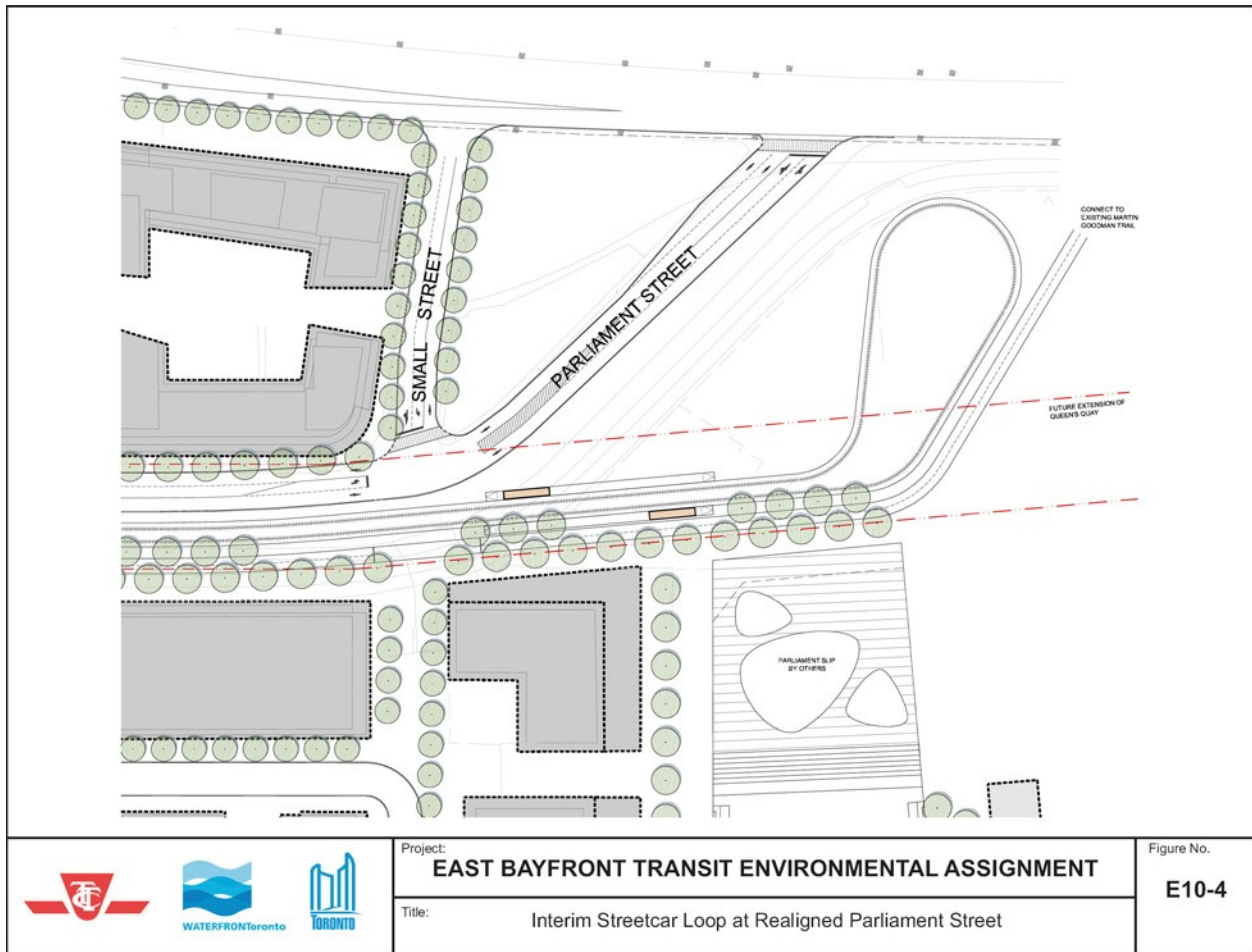 CONNECT TO
EXISTING MARTIN
GOODMAN TRAIL
SMALL STREET
PARLIAMENT STREET
FUTURE EXTENSION OF
QUEEN'S QUAY
PARLIAMENT SLIP
BY OTHERS
TTC
WATERFRONToronto
TORONTO
Project:
EAST BAYFRONT TRANSIT ENVIRONMENTAL ASSIGNMENT
Title:
Interim Streetcar Loop at Realigned Parliament Street
Figure No.
E10-4